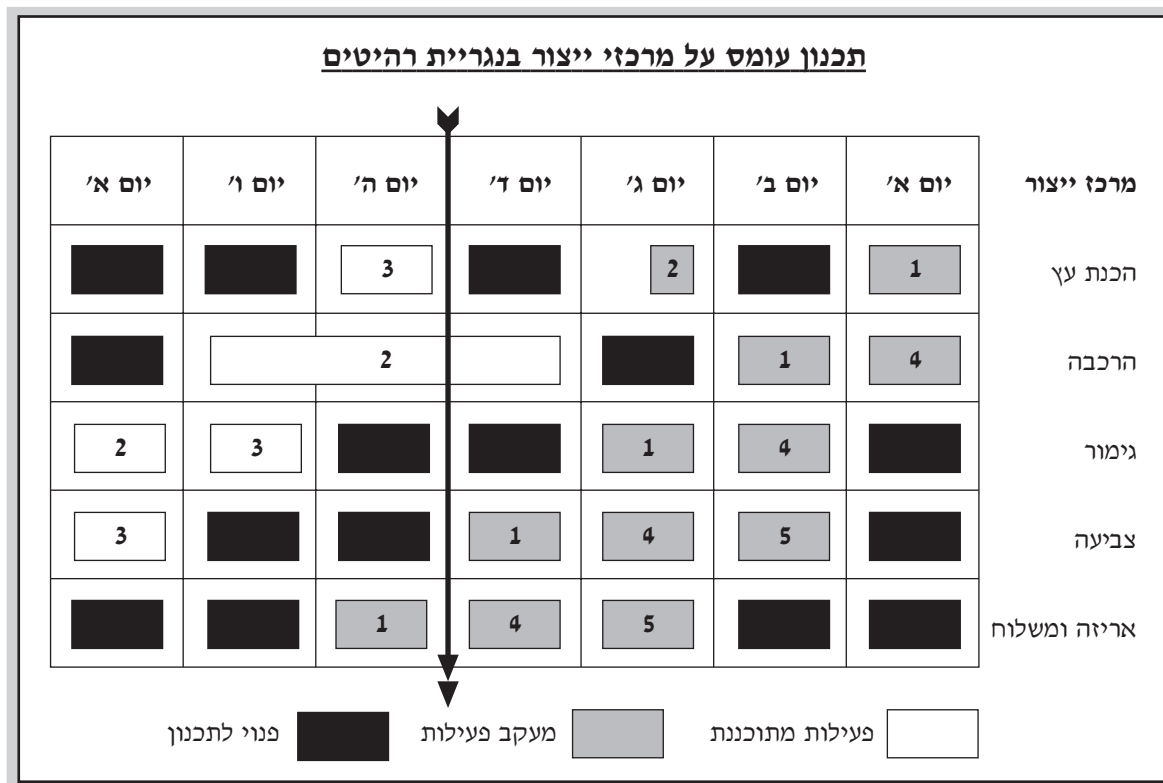 תכנון עומס על מרכזי ייצור בנגריית רהיטים
מרכז ייצור יום א' יום ב' יום ג' יום ד' יום ה' יום ו' יום א'
הכנת עץ 1 2 3
הרכבה 4 1 2
גימור 4 1 3 2
צביעה 5 4 1 3
אריזה ומשלוח 5 4 1
פעילות מתוכננת מעקב פעילות פנוי לתכנון